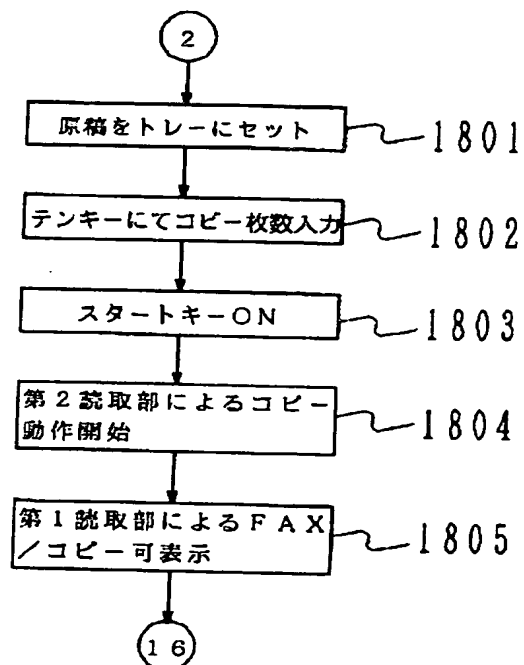 2
原稿をトレーにセット
1801
テンキーにてコピー枚数入力
1802
スタートキーON
1803
第2読取部によるコピー
動作開始
1804
第1読取部によるFAX
/コピー可表示
1805
16